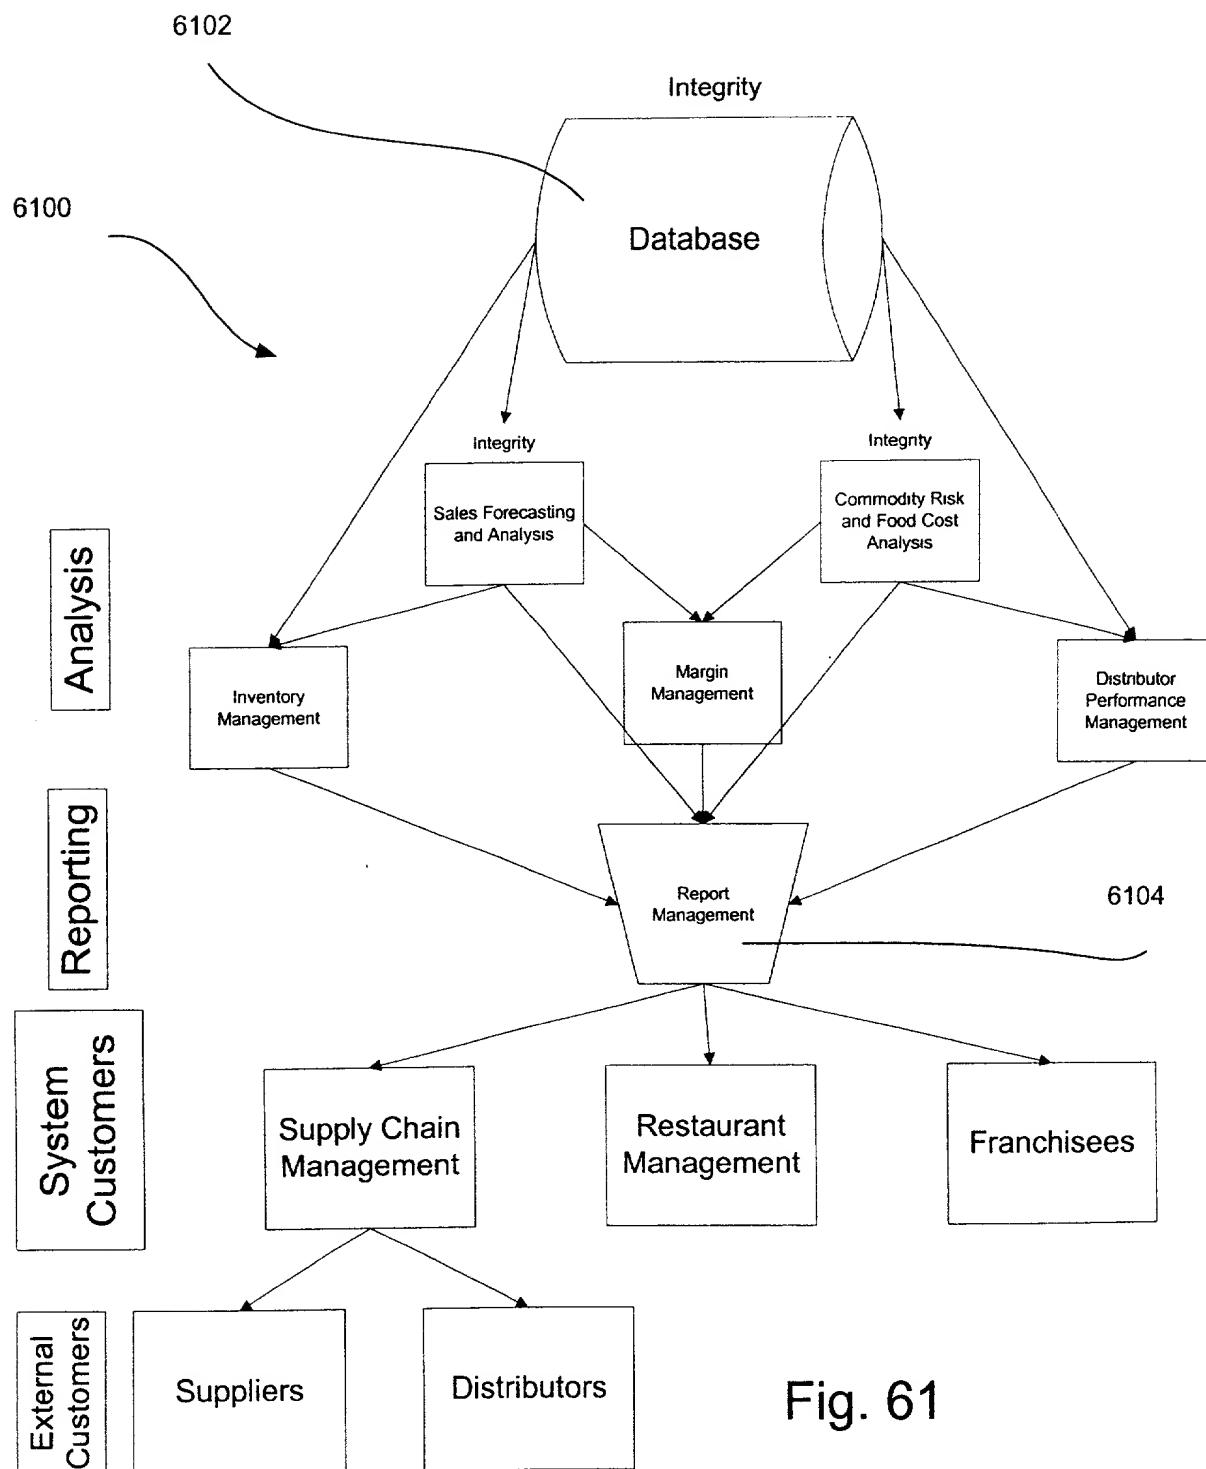 6102
Integrity
6100
Database
Integrity
Integrity
Sales Forecasting
and Analysis
Commodity Risk
and Food Cost
Analysis
Analysis
Inventory
Management
Margin
Management
Distributor
Performance
Management
Reporting
Report
Management
6104
System
Customers
Supply Chain
Management
Restaurant
Management
Franchisees
External
Customers
Suppliers
Distributors
Fig. 61